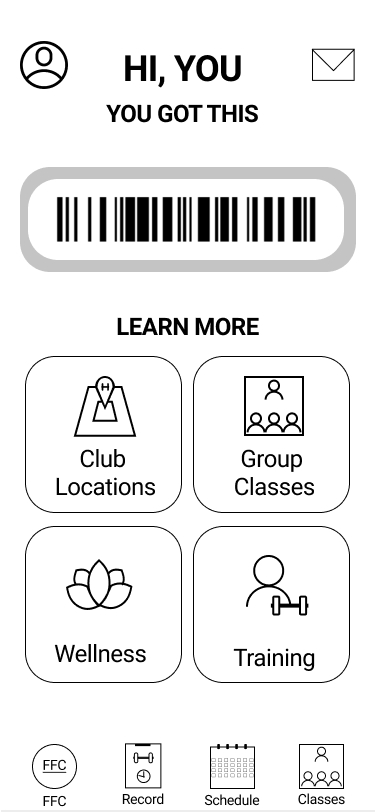 HI, YOU
YOU GOT THIS
LEARN MORE
H
Club
Locations
Group
Classes
Wellness
Training
FFC
FFC
Record
Schedule
Classes